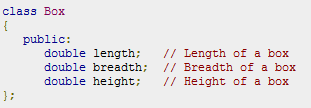 class Box
{
   public:
      double length;   // Length of a box
      double breadth;  // Breadth of a box
      double height;   // Height of a box
};